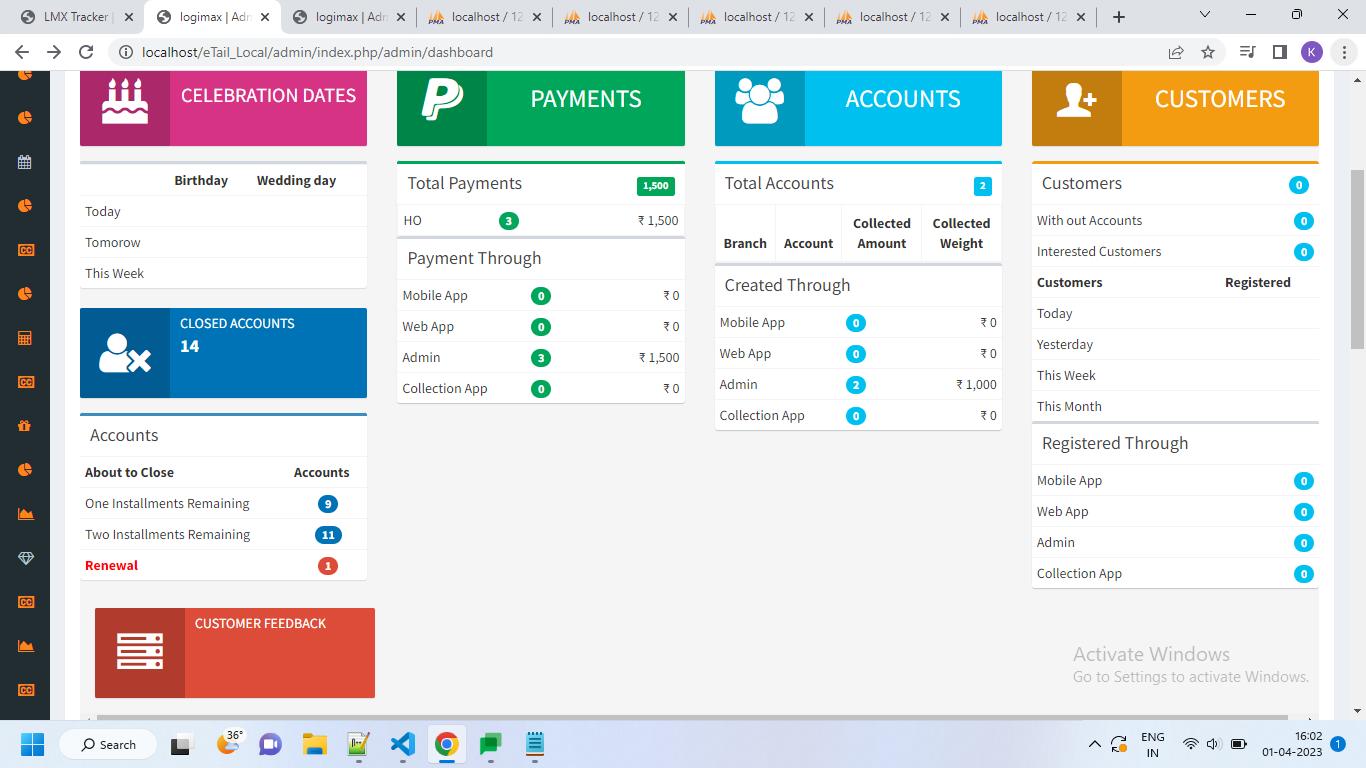 LMX Tracker
logimax | Adr
logimax | Adr
localhost / 12
localhost / 12
localhost / 12
localhost / 12
localhost / 12
localhost/eTail_Local/admin/index.php/admin/dashboard
K
CELEBRATION DATES
Birthday Wedding day
Today
Tomorow
This Week
CLOSED ACCOUNTS
14
Accounts
About to Close Accounts
One Installments Remaining 9
Two Installments Remaining 11
Renewal 1
CUSTOMER FEEDBACK
PAYMENTS
Total Payments 1,500
HO 3 ₹ 1,500
Payment Through
Mobile App 0 ₹ 0
Web App 0 ₹ 0
Admin 3 ₹ 1,500
Collection App 0 ₹ 0
ACCOUNTS
Total Accounts 2
Branch Account Collected Amount Collected Weight
Created Through
Mobile App 0 ₹ 0
Web App 0 ₹ 0
Admin 2 ₹ 1,000
Collection App 0 ₹ 0
CUSTOMERS
Customers 0
With out Accounts 0
Interested Customers 0
Customers Registered
Today
Yesterday
This Week
This Month
Registered Through
Mobile App 0
Web App 0
Admin 0
Collection App 0
Activate Windows
Go to Settings to activate Windows.
Search
36°
ENG
IN
16:02
01-04-2023
1